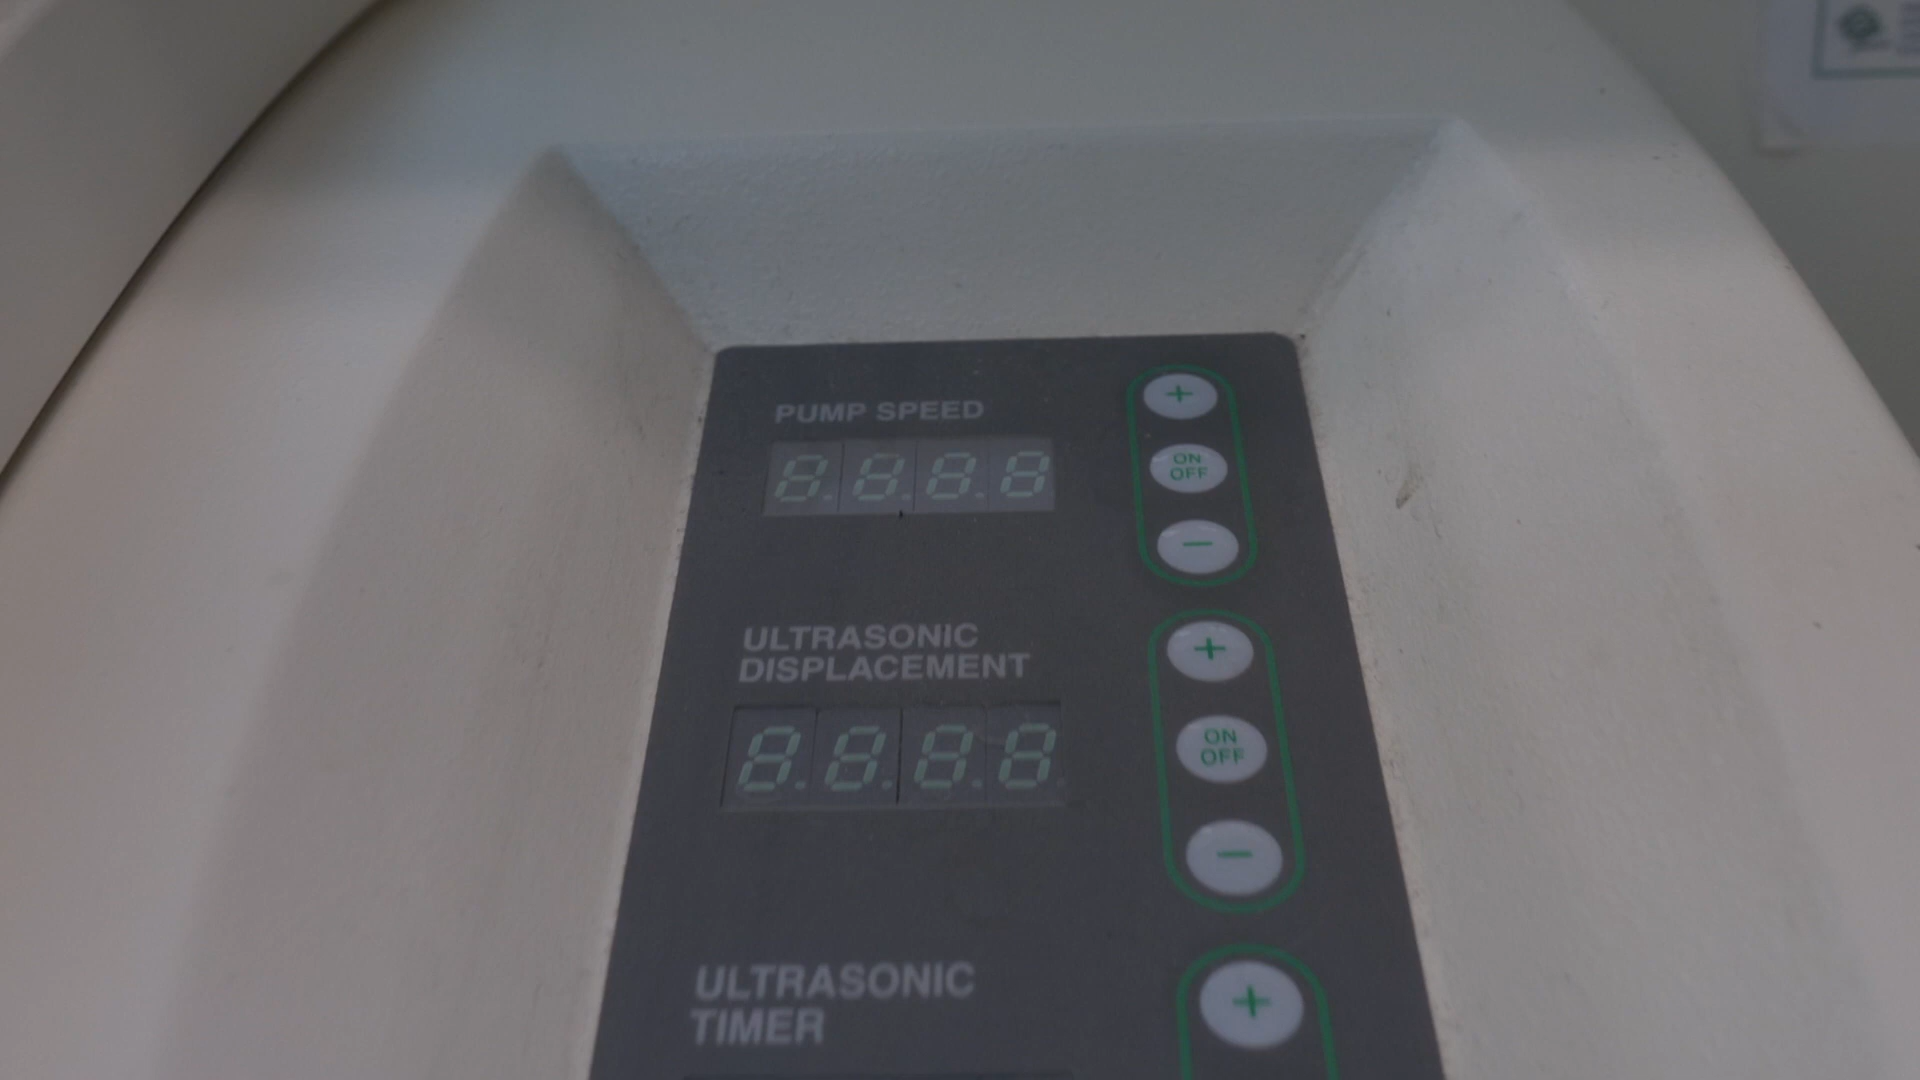 PUMP SPEED
8.8.8.8
+
ON
OFF
−
ULTRASONIC
DISPLACEMENT
8.8.8.8
+
ON
OFF
−
ULTRASONIC
TIMER
+